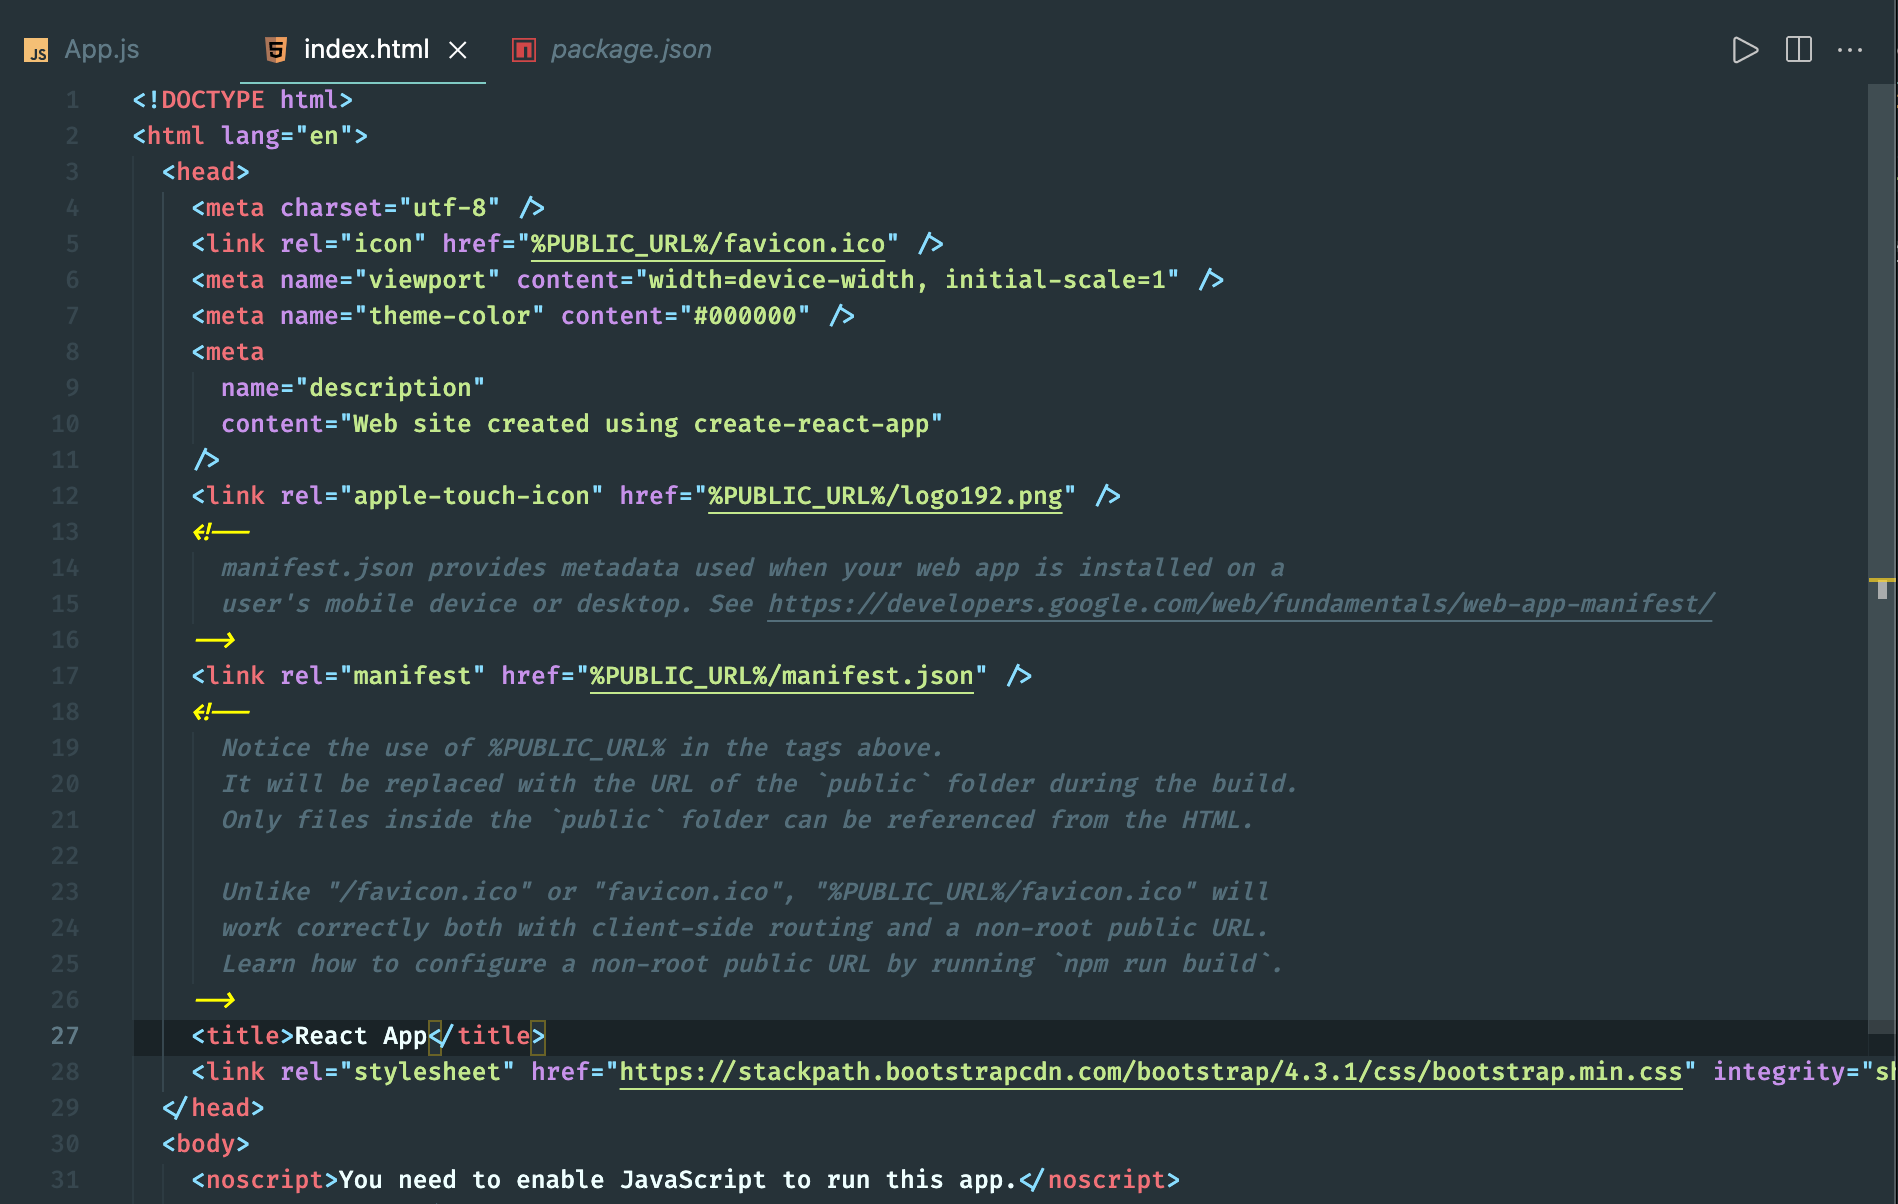 App.js index.html package.json
1 <!DOCTYPE html>
2 <html lang="en">
3 <head>
4 <meta charset="utf-8" />
5 <link rel="icon" href="%PUBLIC_URL%/favicon.ico" />
6 <meta name="viewport" content="width=device-width, initial-scale=1" />
7 <meta name="theme-color" content="#000000" />
8 <meta
9 name="description"
10 content="Web site created using create-react-app"
11 />
12 <link rel="apple-touch-icon" href="%PUBLIC_URL%/logo192.png" />
13 <!--
14 manifest.json provides metadata used when your web app is installed on a
15 user's mobile device or desktop. See https://developers.google.com/web/fundamentals/web-app-manifest/
16 -->
17 <link rel="manifest" href="%PUBLIC_URL%/manifest.json" />
18 <!--
19 Notice the use of %PUBLIC_URL% in the tags above.
20 It will be replaced with the URL of the `public` folder during the build.
21 Only files inside the `public` folder can be referenced from the HTML.
22
23 Unlike "/favicon.ico" or "favicon.ico", "%PUBLIC_URL%/favicon.ico" will
24 work correctly both with client-side routing and a non-root public URL.
25 Learn how to configure a non-root public URL by running `npm run build`.
26 -->
27 <title>React App</title>
28 <link rel="stylesheet" href="https://stackpath.bootstrapcdn.com/bootstrap/4.3.1/css/bootstrap.min.css" integrity="sh
29 </head>
30 <body>
31 <noscript>You need to enable JavaScript to run this app.</noscript>